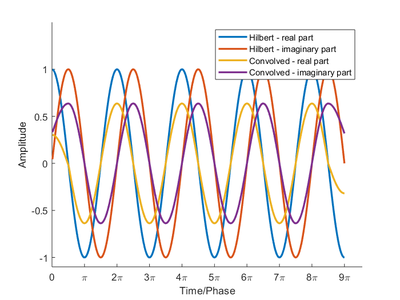 Hilbert - real part
Hilbert - imaginary part
Convolved - real part
Convolved - imaginary part
1
0.5
0
-0.5
-1
Amplitude
0 π 2π 3π 4π 5π 6π 7π 8π 9π
Time/Phase